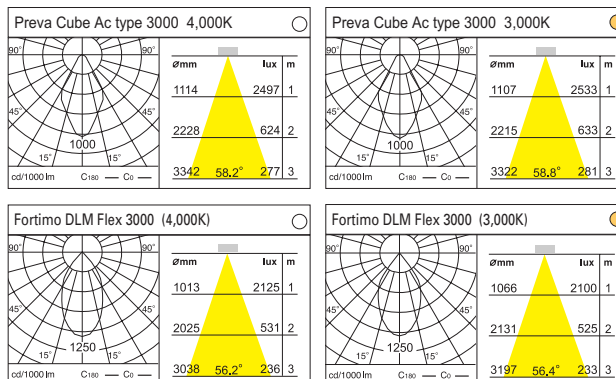 Preva Cube Ac type 3000 4,000K
90° 90°
45° 45°
1000
15° 15°
cd/1000 lm C180 — C0 —
ømm lux m
1114 2497 1
2228 624 2
3342 58.2° 277 3
Preva Cube Ac type 3000 3,000K
90° 90°
45° 45°
1000
15° 15°
cd/1000 lm C180 — C0 —
ømm lux m
1107 2533 1
2215 633 2
3322 58.8° 281 3
Fortimo DLM Flex 3000 (4,000K)
90° 90°
45° 45°
1250
15° 15°
cd/1000 lm C180 — C0 —
ømm lux m
1013 2125 1
2025 531 2
3038 56.2° 236 3
Fortimo DLM Flex 3000 (3,000K)
90° 90°
45° 45°
1250
15° 15°
cd/1000 lm C180 — C0 —
ømm lux m
1066 2100 1
2131 525 2
3197 56.4° 233 3